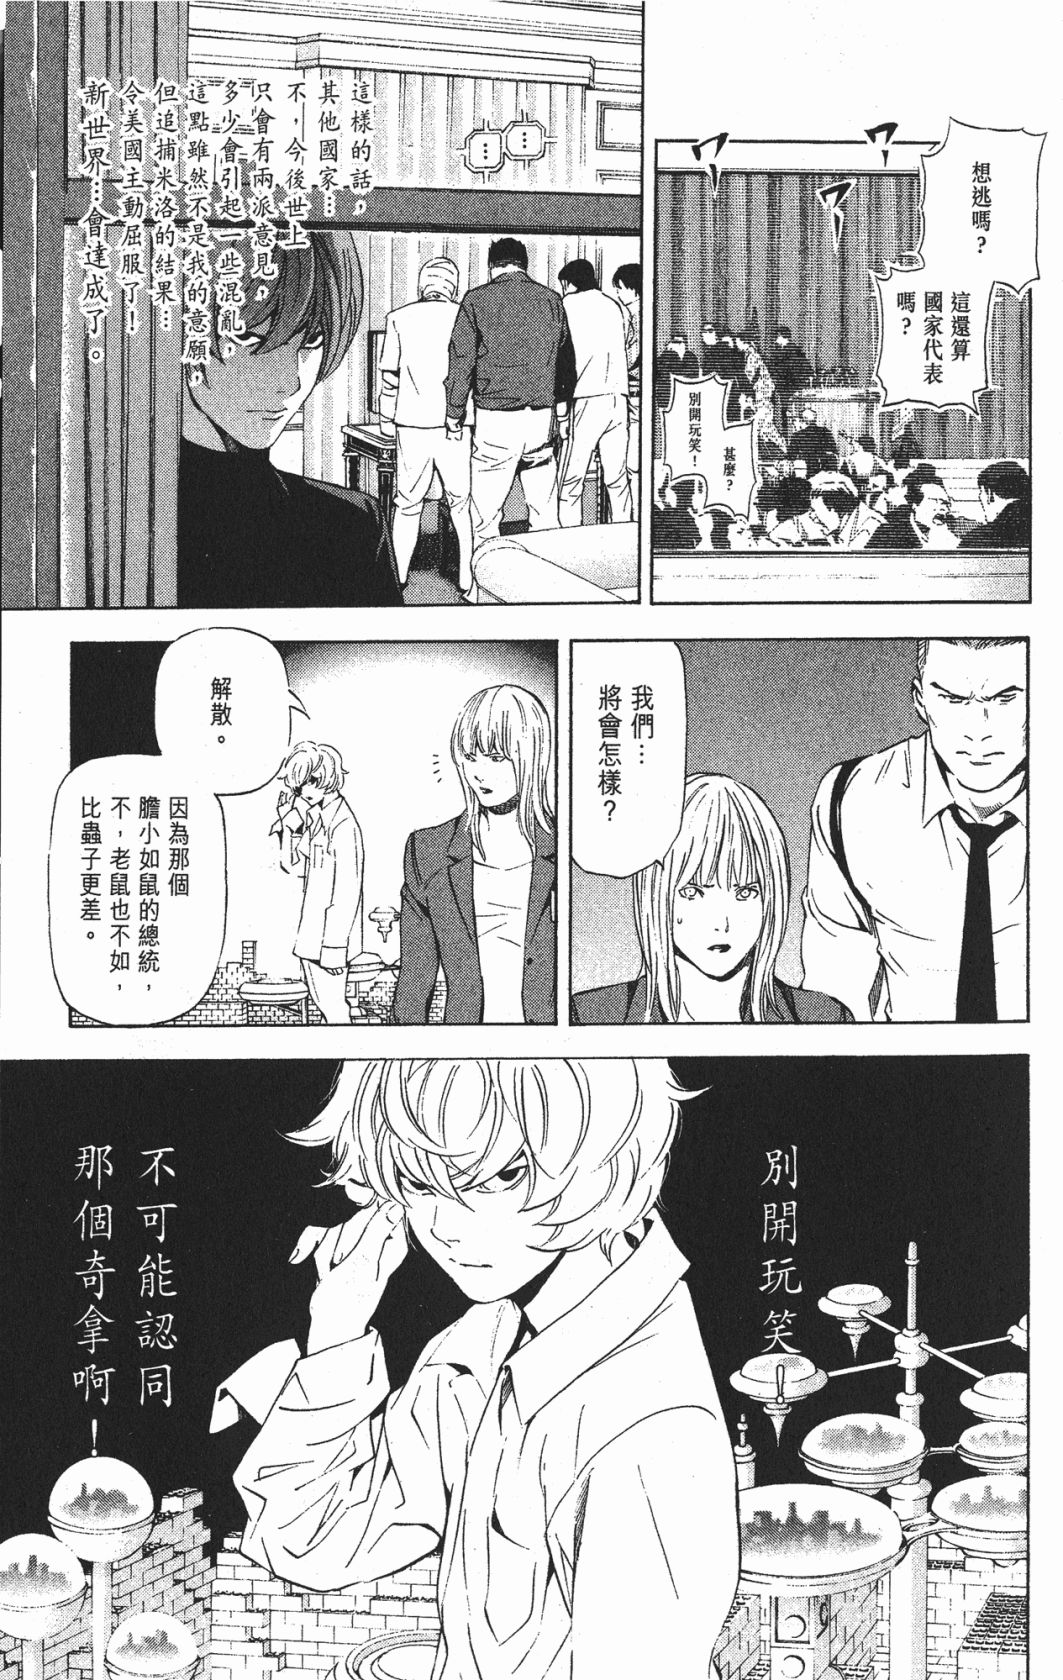 想逃嗎？
這還算
國家代表
嗎？
ワ
ワ
ワ
甚麼？
別開玩笑！
…
…
這樣的話，
其他國家…
不，今後世上
只會有兩派意見，
多少會引起一些混亂，
這點雖然不是我的意願，
但追捕米洛的結果…
令美國主動屈服了！
新世界…會達成了。
我們…
將會怎樣？
解散。
因為那個
膽小如鼠的總統，
不，老鼠也不如，
比蟲子更差。
別開玩笑
不可能認同
那個奇拿啊！